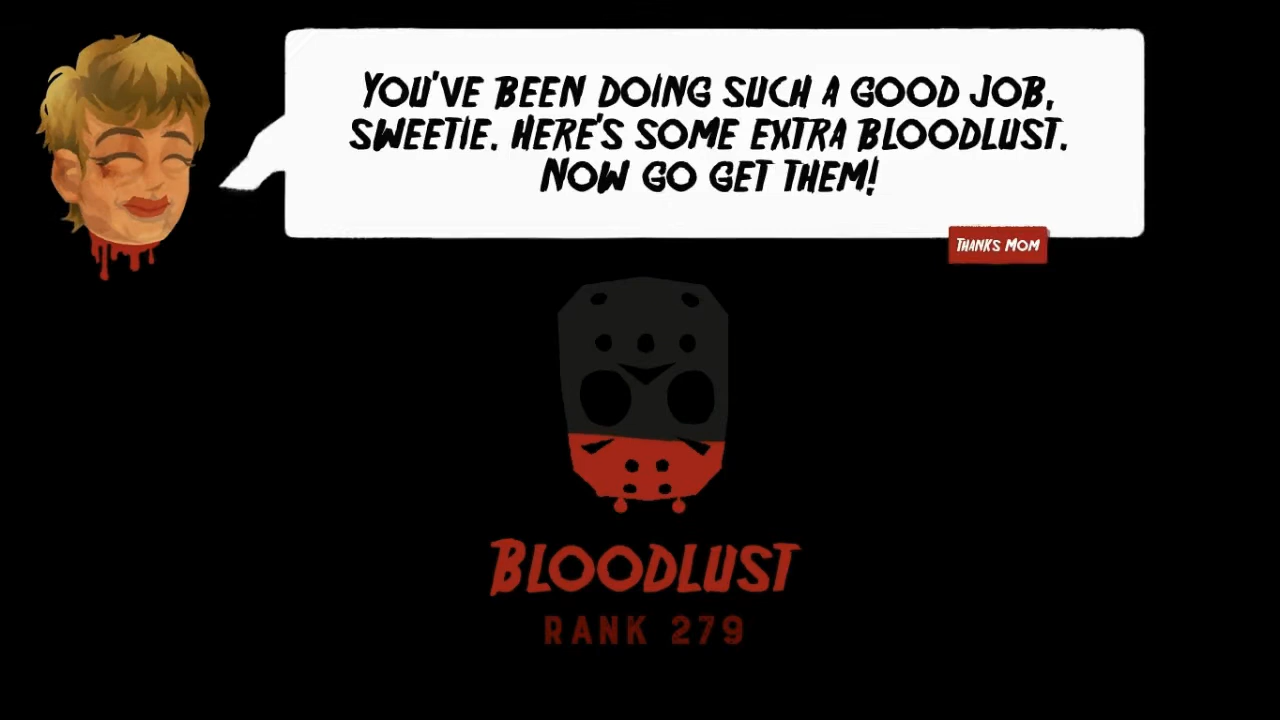 YOU'VE BEEN DOING SUCH A GOOD JOB,
SWEETIE. HERE'S SOME EXTRA BLOODLUST.
NOW GO GET THEM!
THANKS MOM
BLOODLUST
RANK 279